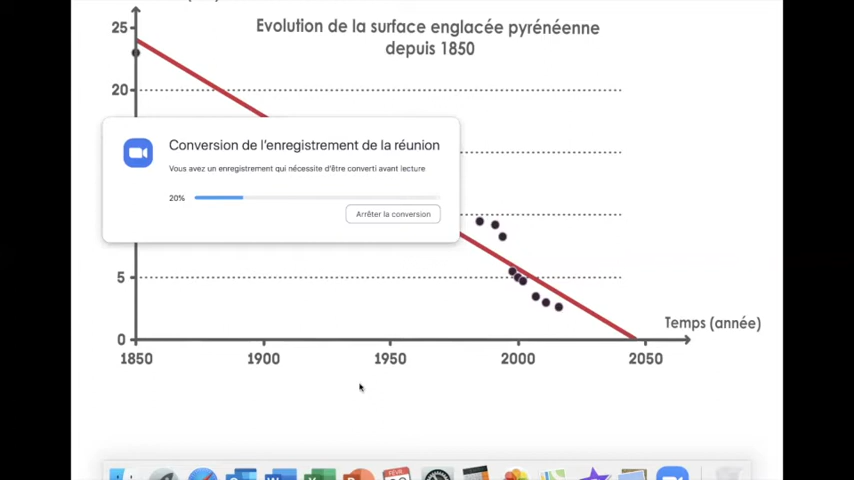 Evolution de la surface englacée pyrénéenne
depuis 1850
25
20
Conversion de l'enregistrement de la réunion
Vous avez un enregistrement qui nécessite d'être converti avant lecture
20%
Arrêter la conversion
5
Temps (année)
0
1850 1900 1950 2000 2050
FÉVR